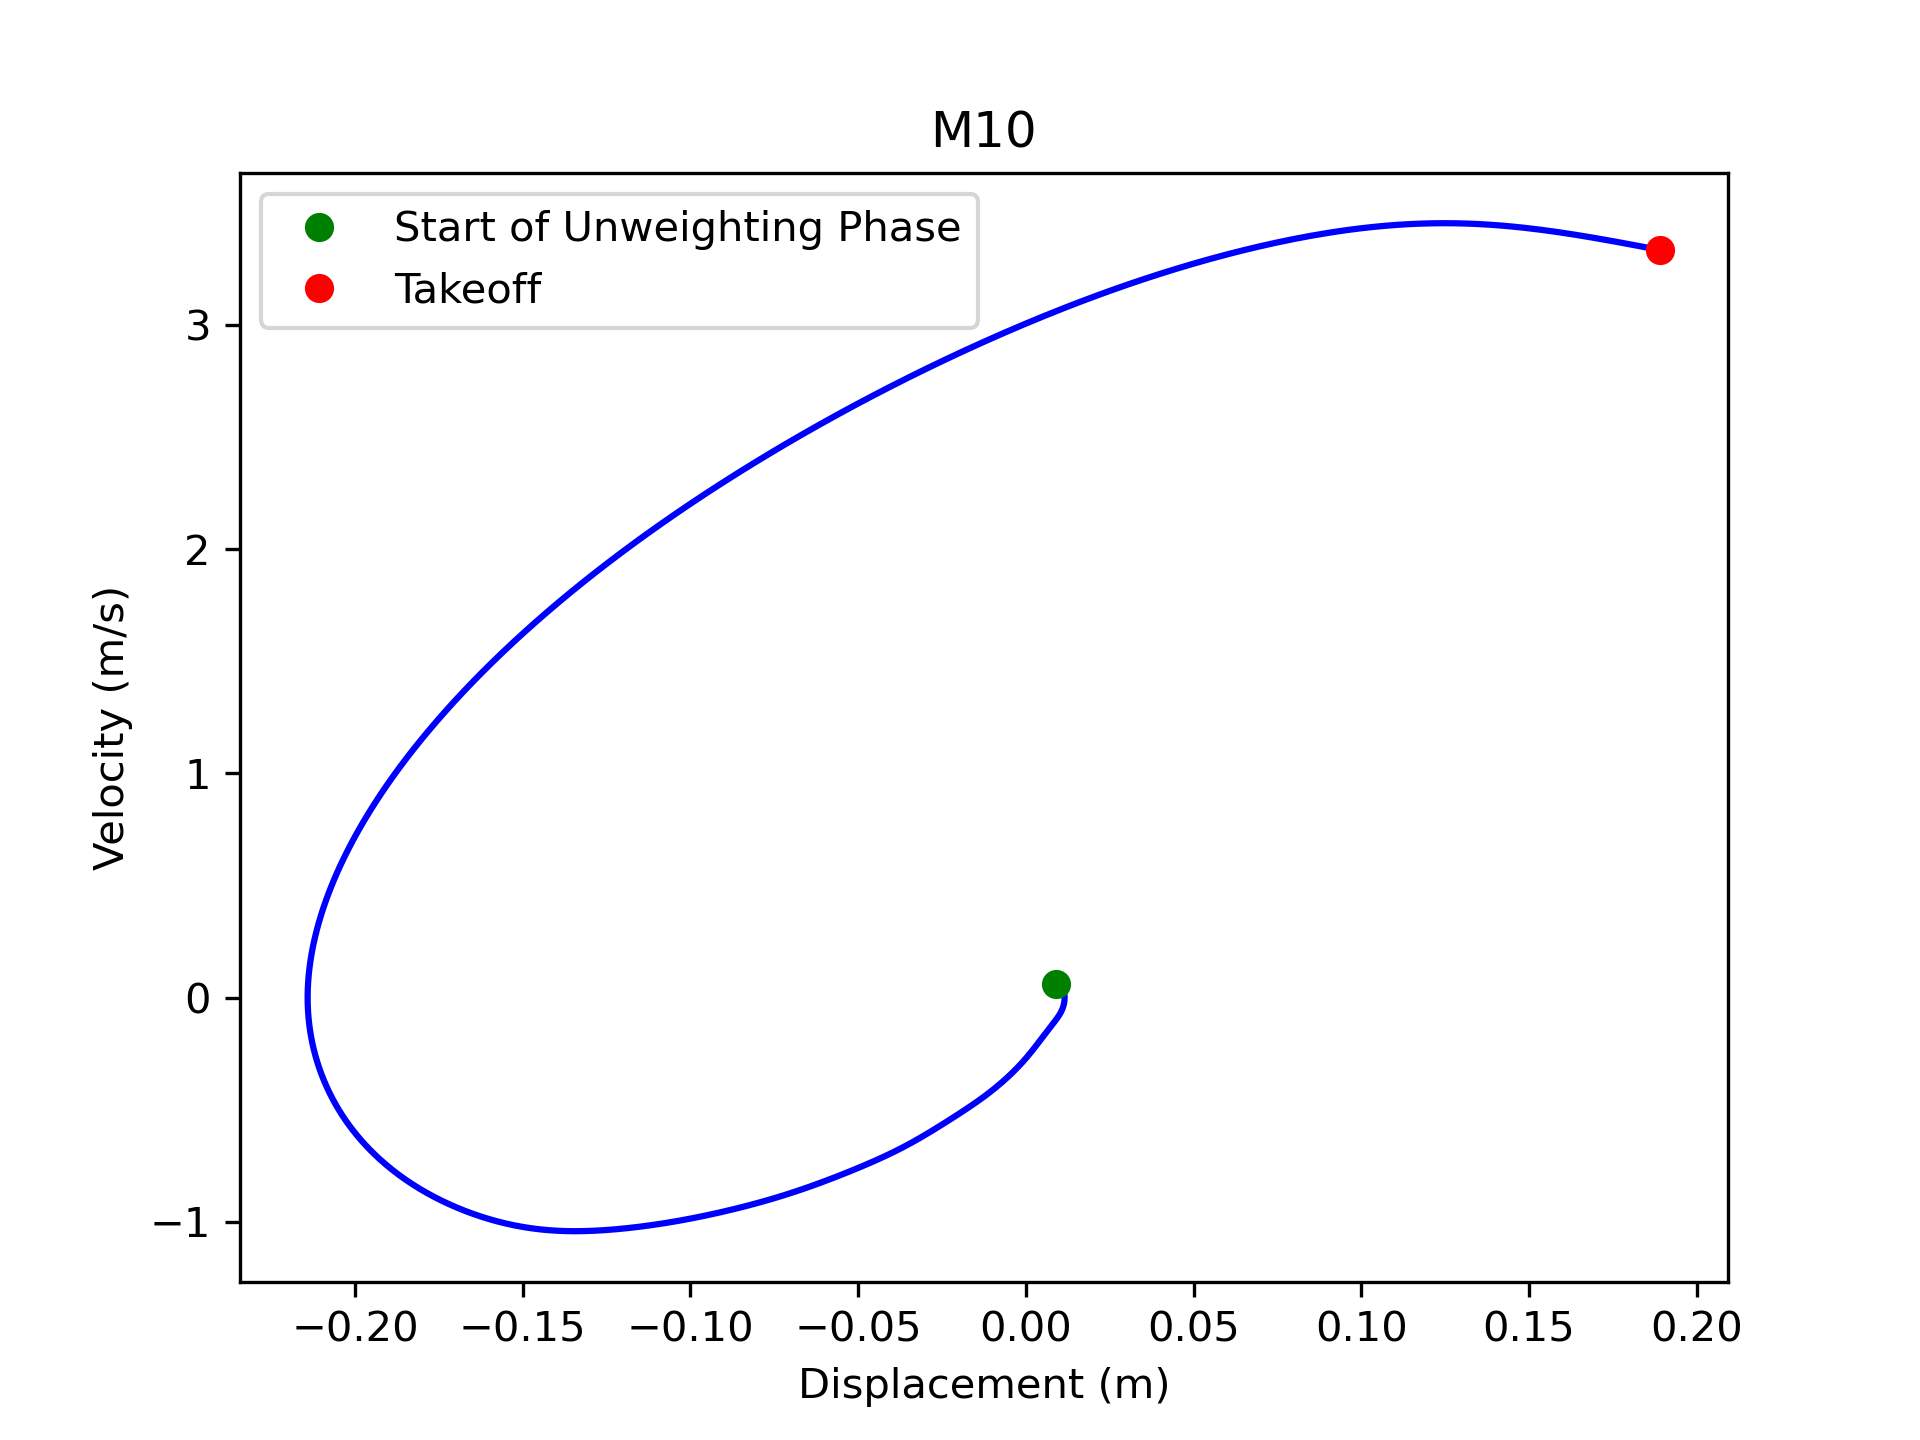 M10
Start of Unweighting Phase
Takeoff
3
2
1
0
−1
Velocity (m/s)
−0.20 −0.15 −0.10 −0.05 0.00 0.05 0.10 0.15 0.20
Displacement (m)